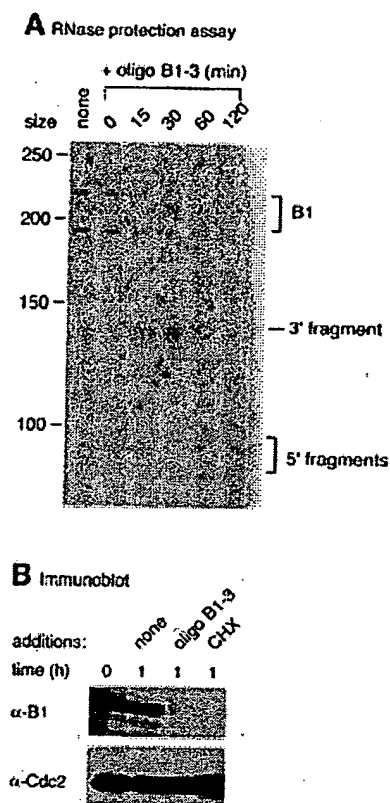 A RNase protection assay
+ oligo B1-3 (min)
size none 0 15 30 60 120
250
200
150
100
B1
3' fragment
5' fragments
B Immunoblot
additions: none oligo B1-3 CHX
time (h) 0 1 1 1
α-B1
α-Cdc2